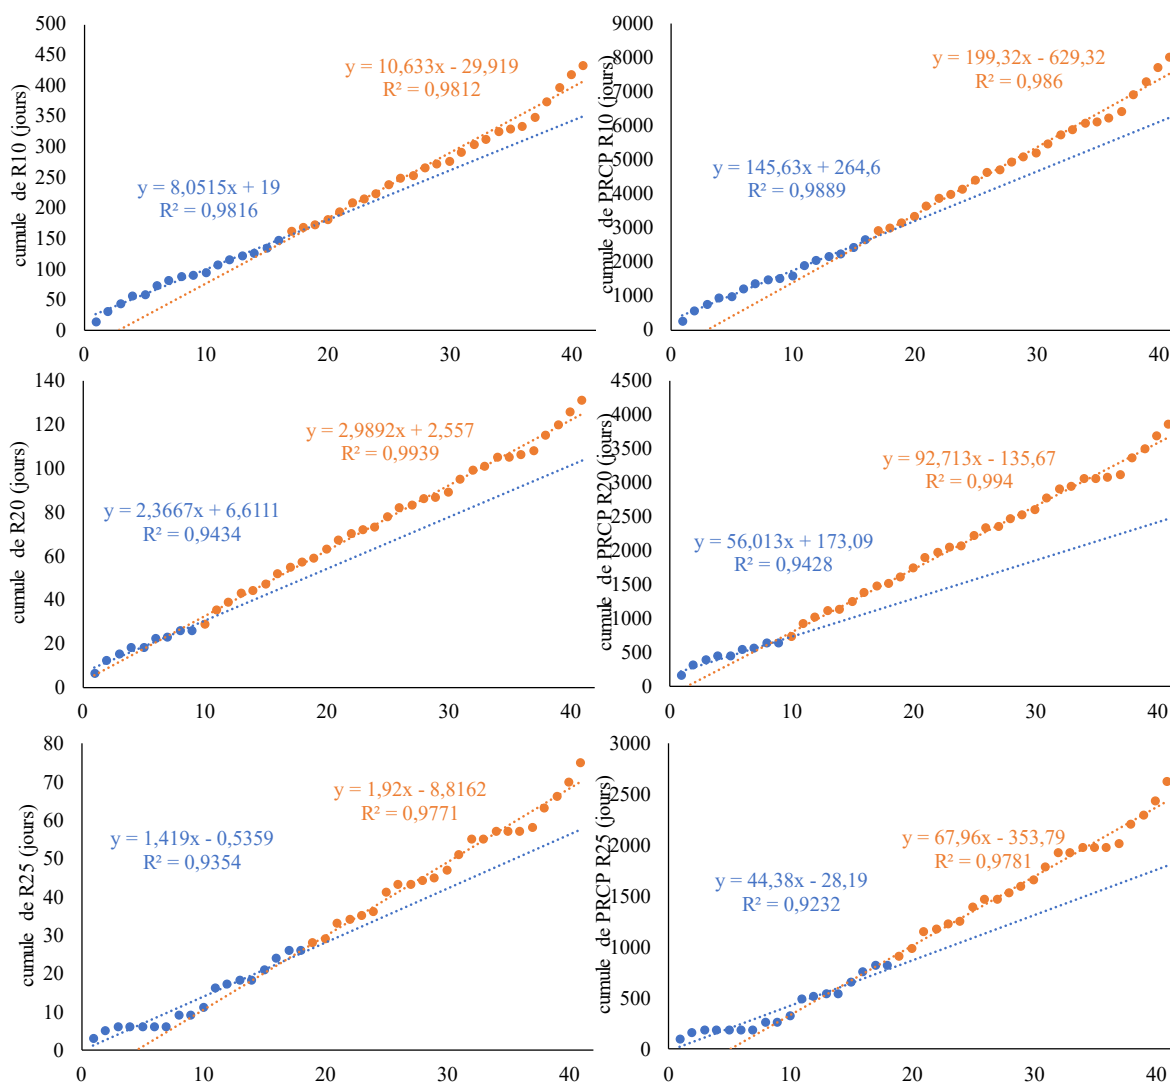 cumule de R10 (jours)
500
450
400
350
300
250
200
150
100
50
0
y = 10,633x - 29,919
R² = 0,9812
y = 8,0515x + 19
R² = 0,9816
0 10 20 30 40
cumule de PRCP R10 (jours)
9000
8000
7000
6000
5000
4000
3000
2000
1000
0
y = 199,32x - 629,32
R² = 0,986
y = 145,63x + 264,6
R² = 0,9889
0 10 20 30 40
cumule de R20 (jours)
140
120
100
80
60
40
20
0
y = 2,9892x + 2,557
R² = 0,9939
y = 2,3667x + 6,6111
R² = 0,9434
0 10 20 30 40
cumule de PRCP R20 (jours)
4500
4000
3500
3000
2500
2000
1500
1000
500
0
y = 92,713x - 135,67
R² = 0,994
y = 56,013x + 173,09
R² = 0,9428
0 10 20 30 40
cumule de R25 (jours)
80
70
60
50
40
30
20
10
0
y = 1,92x - 8,8162
R² = 0,9771
y = 1,419x - 0,5359
R² = 0,9354
0 10 20 30 40
cumule de PRCP R25 (jours)
3000
2500
2000
1500
1000
500
0
y = 67,96x - 353,79
R² = 0,9781
y = 44,38x - 28,19
R² = 0,9232
0 10 20 30 40